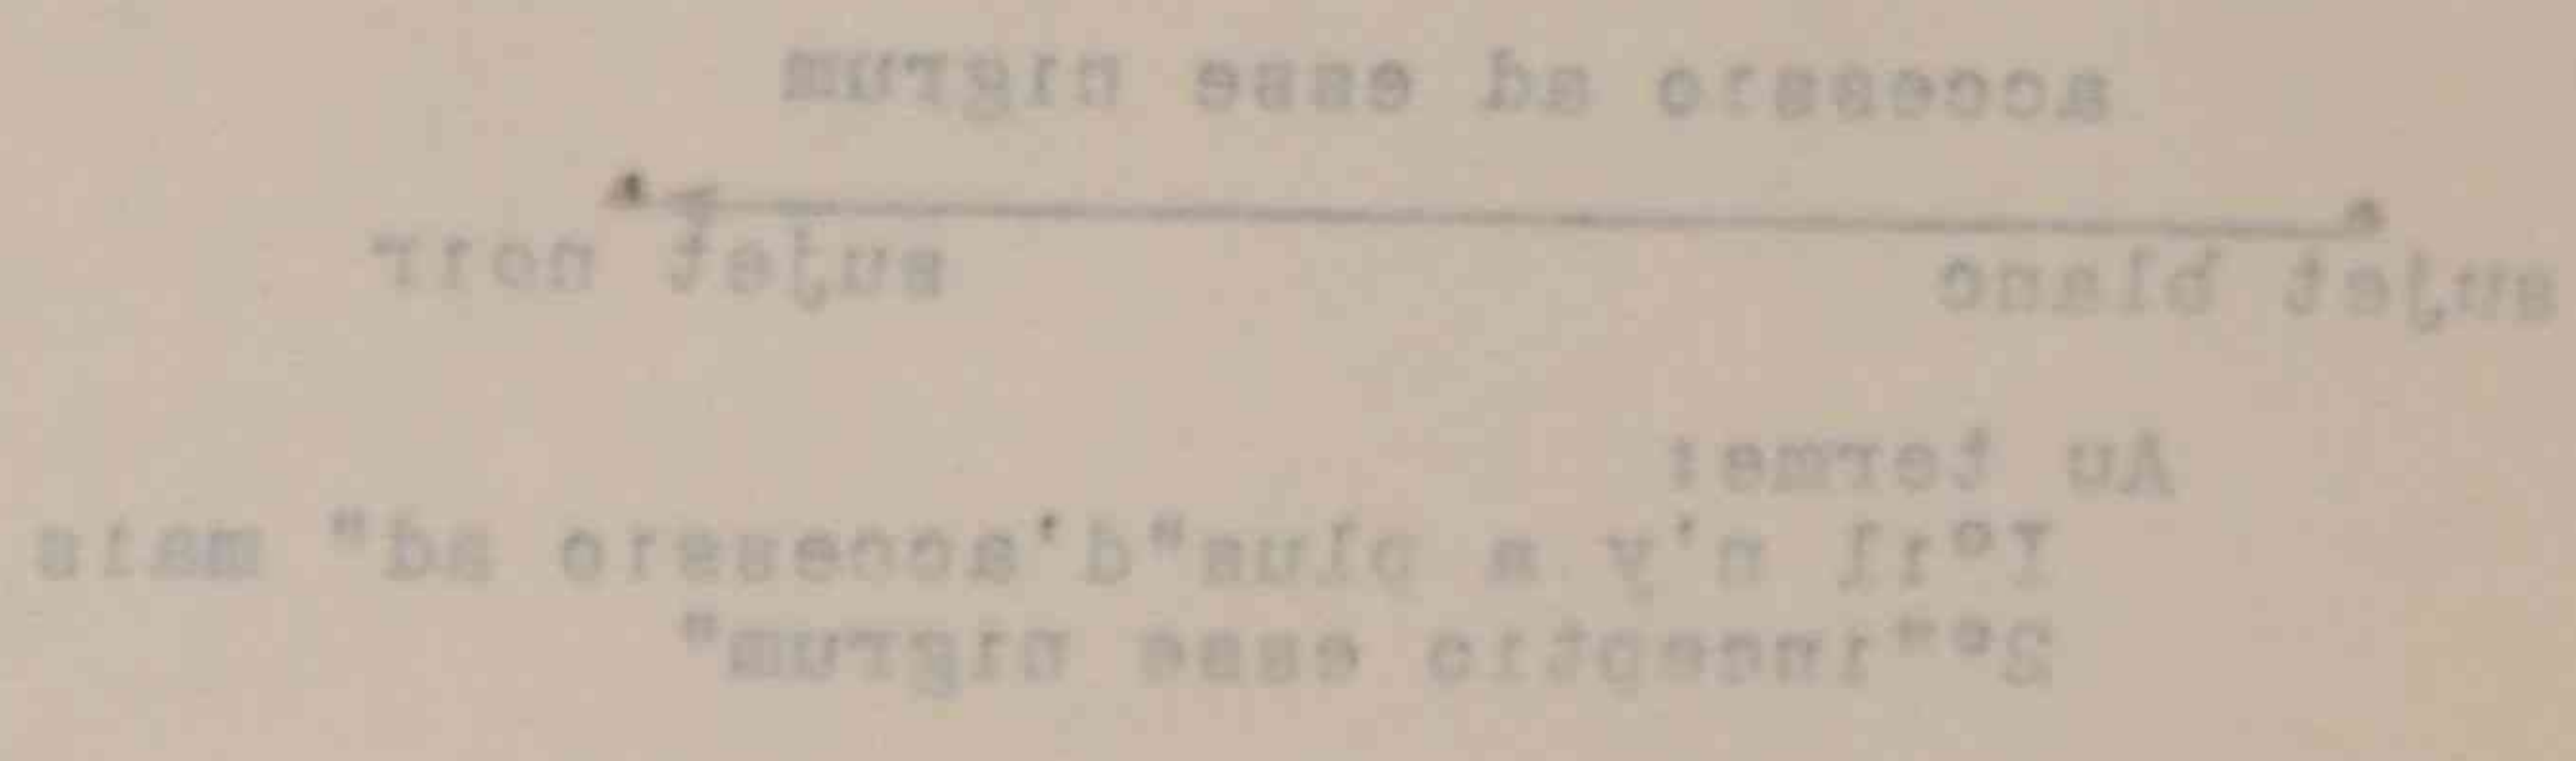 accessio ad esse nigrum
sujet blanc sujet noir
Au terme:
1°il n'y a plus"d'accessio ad" mais
2°"inceptio esse nigrum"